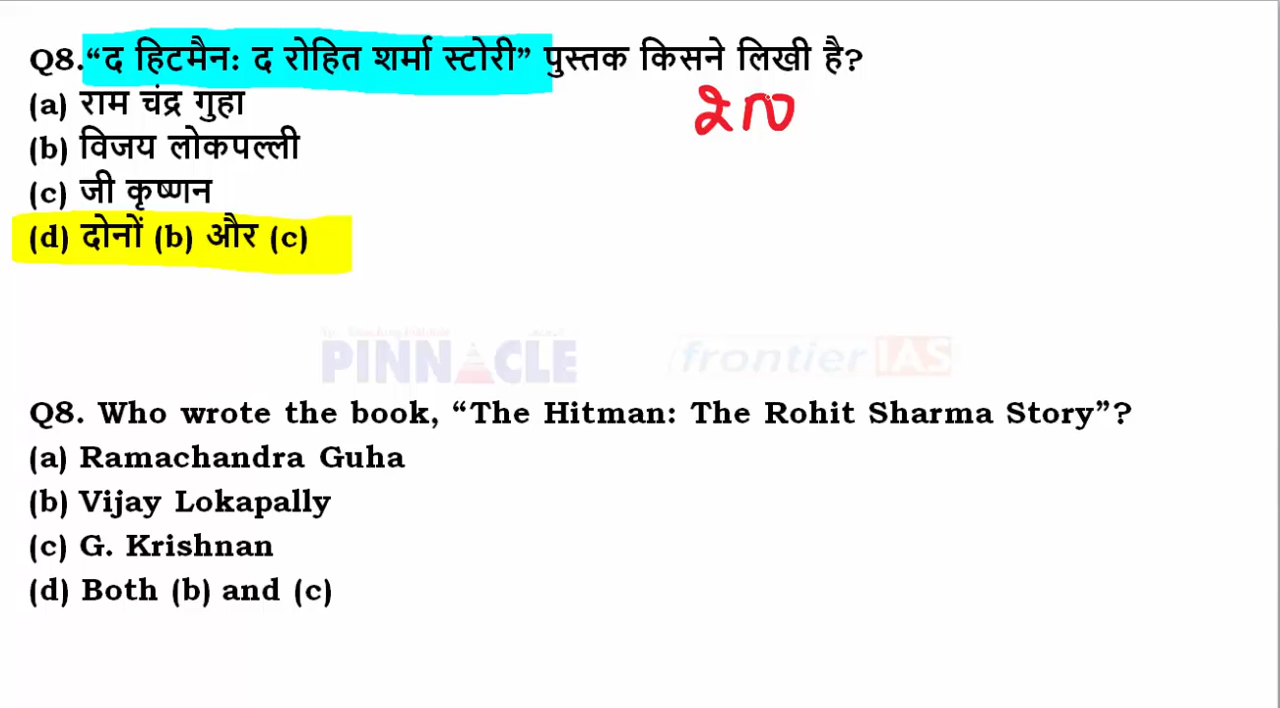 Q8.“द हिटमैन: द रोहित शर्मा स्टोरी” पुस्तक किसने लिखी है?
(a) राम चंद्र गुहा
(b) विजय लोकपल्ली
(c) जी कृष्णन
(d) दोनों (b) और (c)
PINNACLE
frontier IAS
Q8. Who wrote the book, “The Hitman: The Rohit Sharma Story”?
(a) Ramachandra Guha
(b) Vijay Lokapally
(c) G. Krishnan
(d) Both (b) and (c)